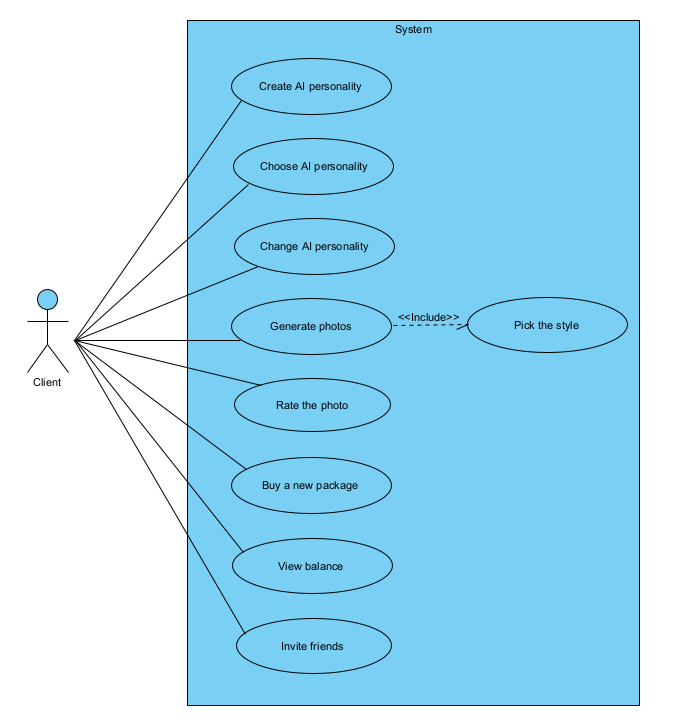 System
Create AI personality
Choose AI personality
Change AI personality
Generate photos
<<Include>>
Pick the style
Client
Rate the photo
Buy a new package
View balance
Invite friends